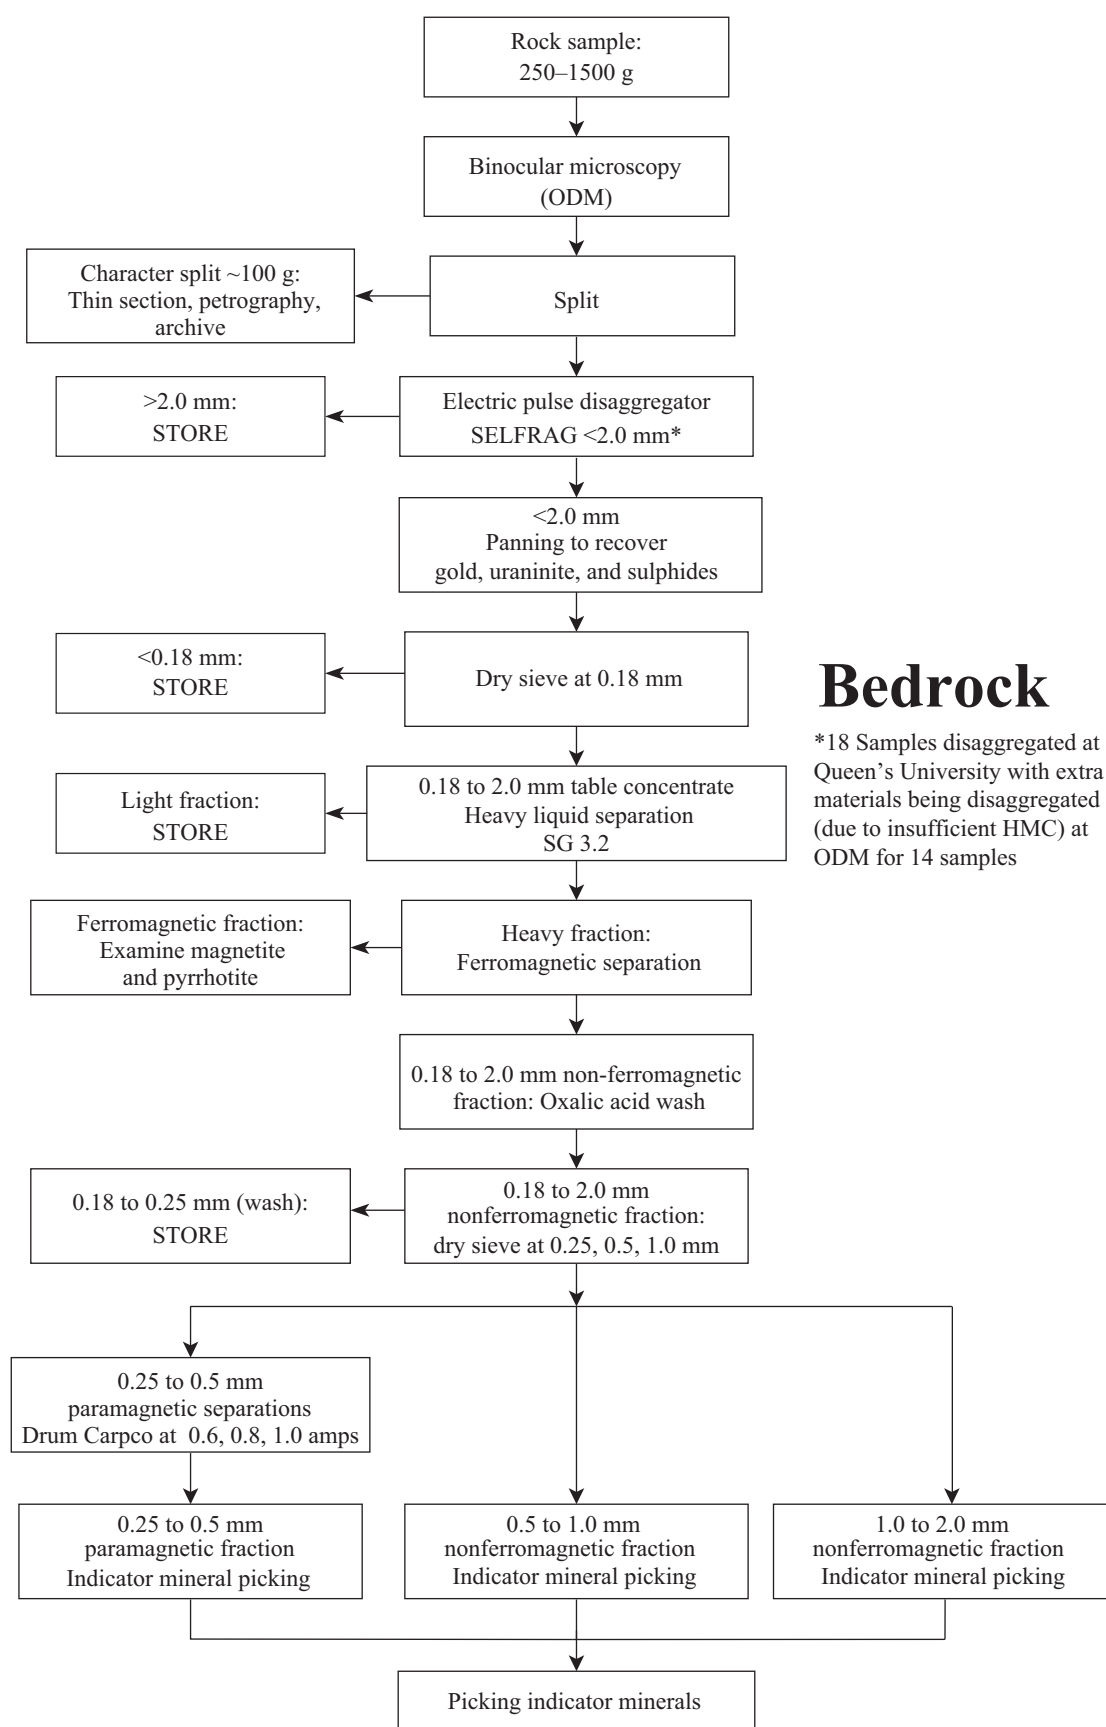 Rock sample:
250–1500 g
Binocular microscopy
(ODM)
Character split ~100 g:
Thin section, petrography,
archive
Split
>2.0 mm:
STORE
Electric pulse disaggregator
SELFRAG <2.0 mm*
<2.0 mm
Panning to recover
gold, uraninite, and sulphides
<0.18 mm:
STORE
Dry sieve at 0.18 mm
Bedrock
*18 Samples disaggregated at
Queen’s University with extra
materials being disaggregated
(due to insufficient HMC) at
ODM for 14 samples
Light fraction:
STORE
0.18 to 2.0 mm table concentrate
Heavy liquid separation
SG 3.2
Ferromagnetic fraction:
Examine magnetite
and pyrrhotite
Heavy fraction:
Ferromagnetic separation
0.18 to 2.0 mm non-ferromagnetic
fraction: Oxalic acid wash
0.18 to 0.25 mm (wash):
STORE
0.18 to 2.0 mm
nonferromagnetic fraction:
dry sieve at 0.25, 0.5, 1.0 mm
0.25 to 0.5 mm
paramagnetic separations
Drum Carpco at 0.6, 0.8, 1.0 amps
0.25 to 0.5 mm
paramagnetic fraction
Indicator mineral picking
0.5 to 1.0 mm
nonferromagnetic fraction
Indicator mineral picking
1.0 to 2.0 mm
nonferromagnetic fraction
Indicator mineral picking
Picking indicator minerals